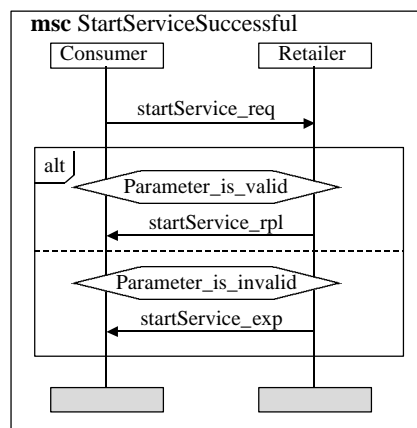 msc StartServiceSuccessful
Consumer Retailer
startService_req
alt
Parameter_is_valid
startService_rpl
Parameter_is_invalid
startService_exp